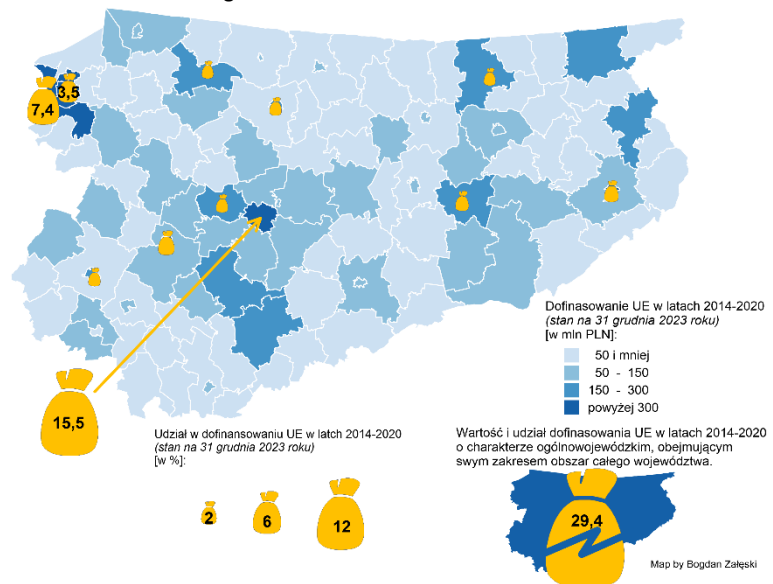 3,5
7,4
15,5
Dofinasowanie UE w latach 2014-2020
(stan na 31 grudnia 2023 roku)
[w mln PLN]:
50 i mniej
50 - 150
150 - 300
powyżej 300
Udział w dofinansowaniu UE w latch 2014-2020
(stan na 31 grudnia 2023 roku)
[w %]:
2
6
12
Wartość i udział dofinasowania UE w latach 2014-2020
o charakterze ogólnowojewódzkim, obejmującym
swym zakresem obszar całego województwa.
29,4
Map by Bogdan Załęski